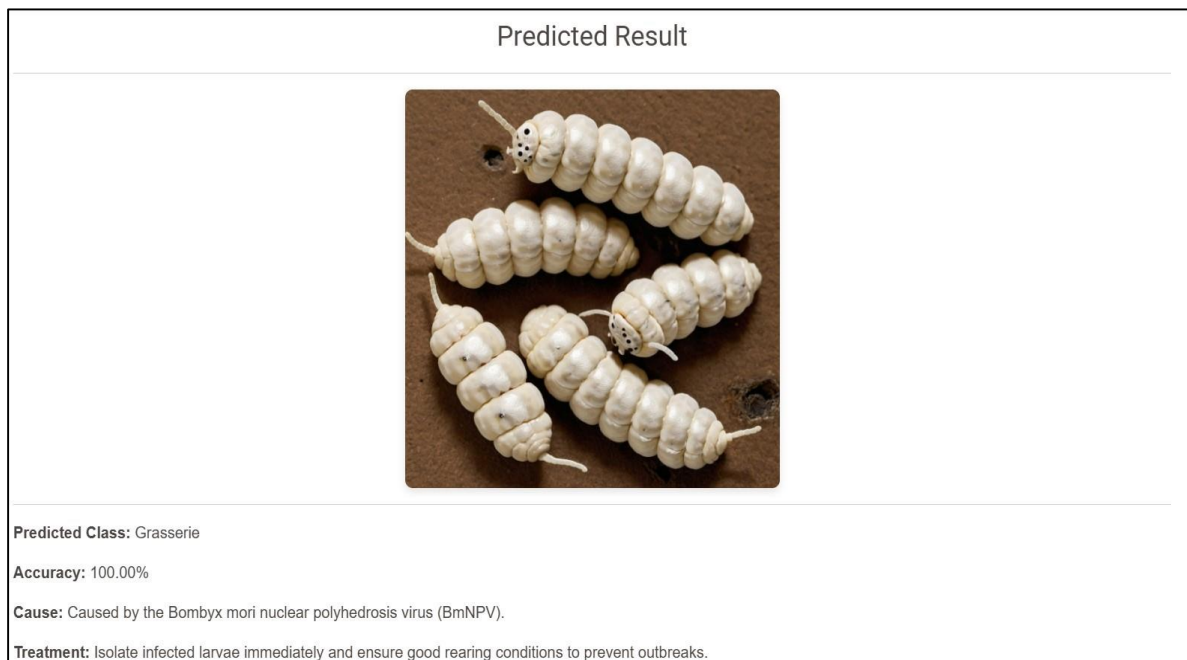 Predicted Result
Predicted Class: Grasserie
Accuracy: 100.00%
Cause: Caused by the Bombyx mori nuclear polyhedrosis virus (BmNPV).
Treatment: Isolate infected larvae immediately and ensure good rearing conditions to prevent outbreaks.